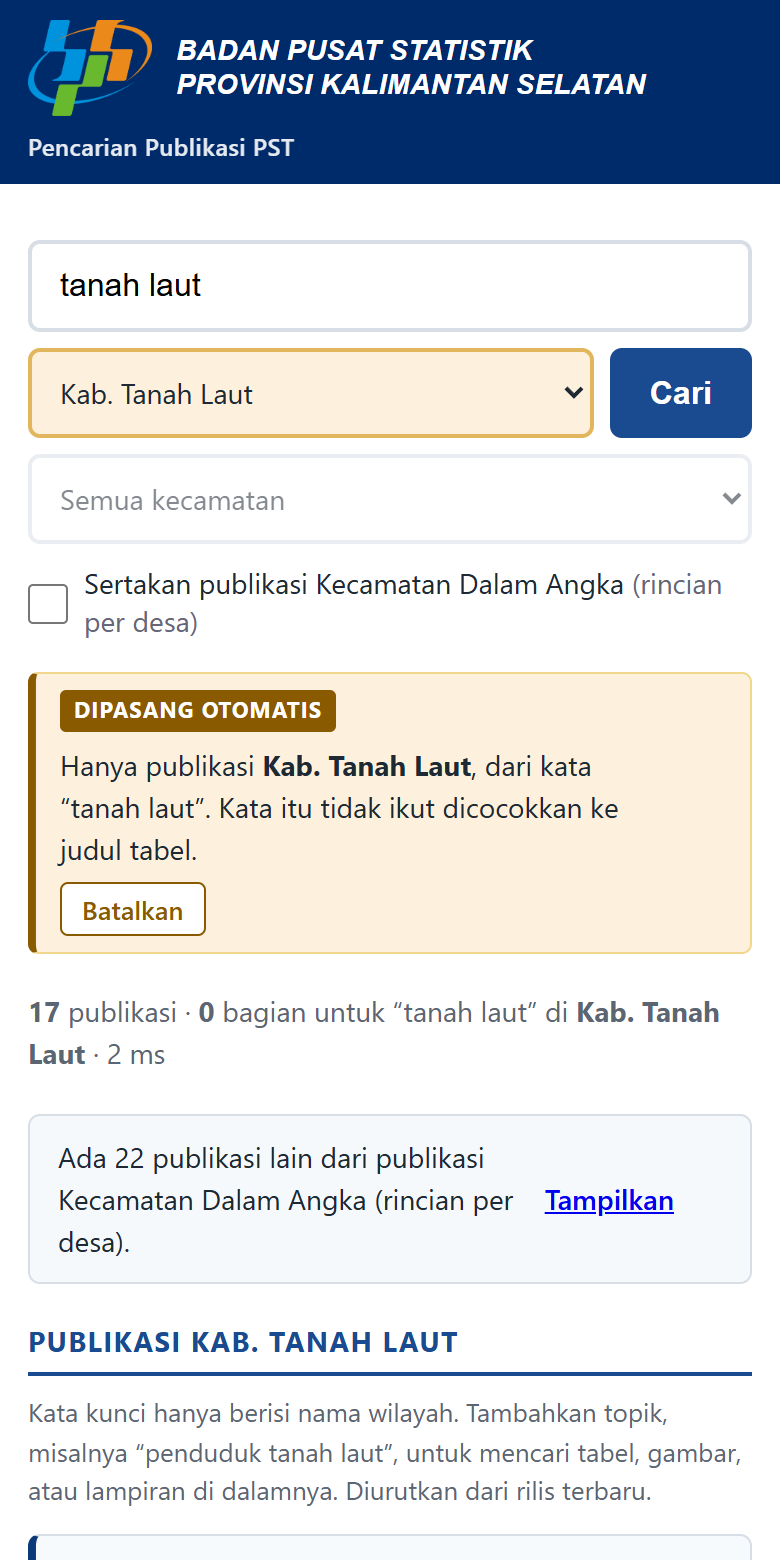 BADAN PUSAT STATISTIK
PROVINSI KALIMANTAN SELATAN
Pencarian Publikasi PST
tanah laut
Kab. Tanah Laut
Cari
Semua kecamatan
Sertakan publikasi Kecamatan Dalam Angka (rincian
per desa)
DIPASANG OTOMATIS
Hanya publikasi Kab. Tanah Laut, dari kata
“tanah laut”. Kata itu tidak ikut dicocokkan ke
judul tabel.
Batalkan
17 publikasi · 0 bagian untuk “tanah laut” di Kab. Tanah
Laut · 2 ms
Ada 22 publikasi lain dari publikasi
Kecamatan Dalam Angka (rincian per
desa).
Tampilkan
PUBLIKASI KAB. TANAH LAUT
Kata kunci hanya berisi nama wilayah. Tambahkan topik,
misalnya “penduduk tanah laut”, untuk mencari tabel, gambar,
atau lampiran di dalamnya. Diurutkan dari rilis terbaru.